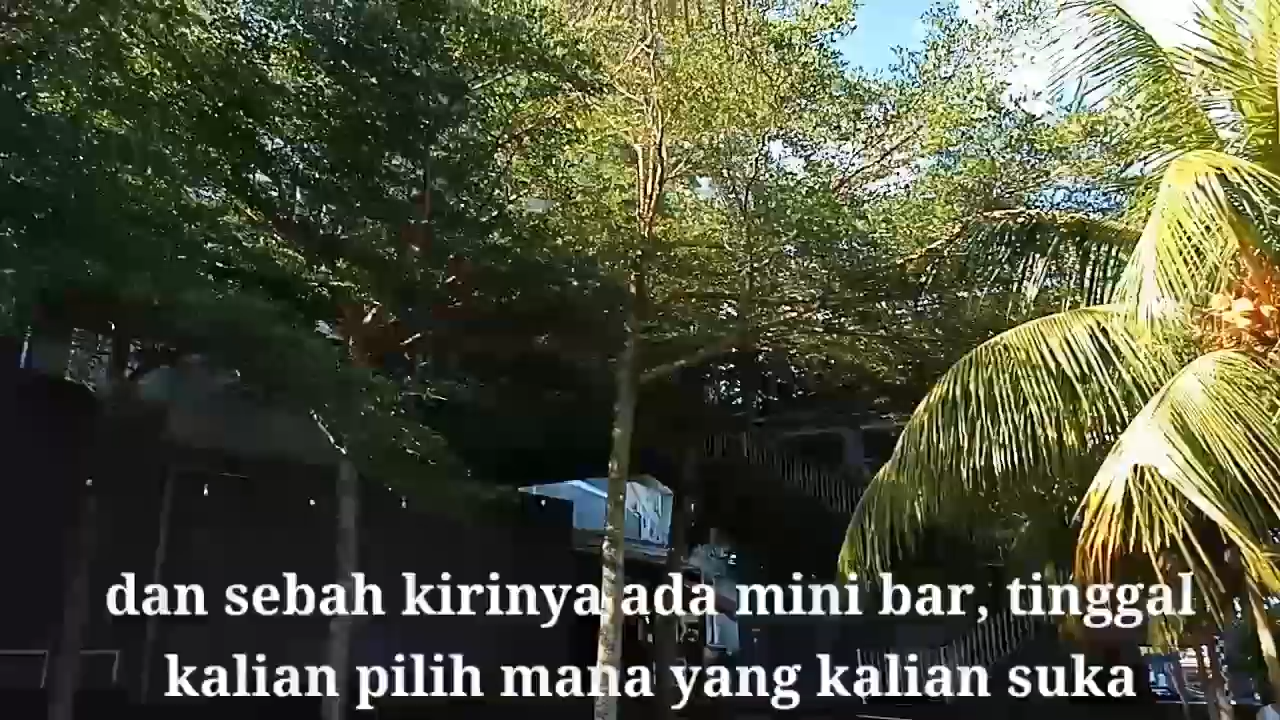 dan sebah kirinya ada mini bar, tinggal
kalian pilih mana yang kalian suka